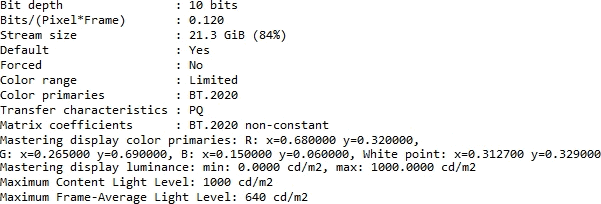 Bit depth : 10 bits
Bits/(Pixel*Frame) : 0.120
Stream size : 21.3 GiB (84%)
Default : Yes
Forced : No
Color range : Limited
Color primaries : BT.2020
Transfer characteristics : PQ
Matrix coefficients : BT.2020 non-constant
Mastering display color primaries: R: x=0.680000 y=0.320000,
G: x=0.265000 y=0.690000, B: x=0.150000 y=0.060000, White point: x=0.312700 y=0.329000
Mastering display luminance: min: 0.0000 cd/m2, max: 1000.0000 cd/m2
Maximum Content Light Level: 1000 cd/m2
Maximum Frame-Average Light Level: 640 cd/m2